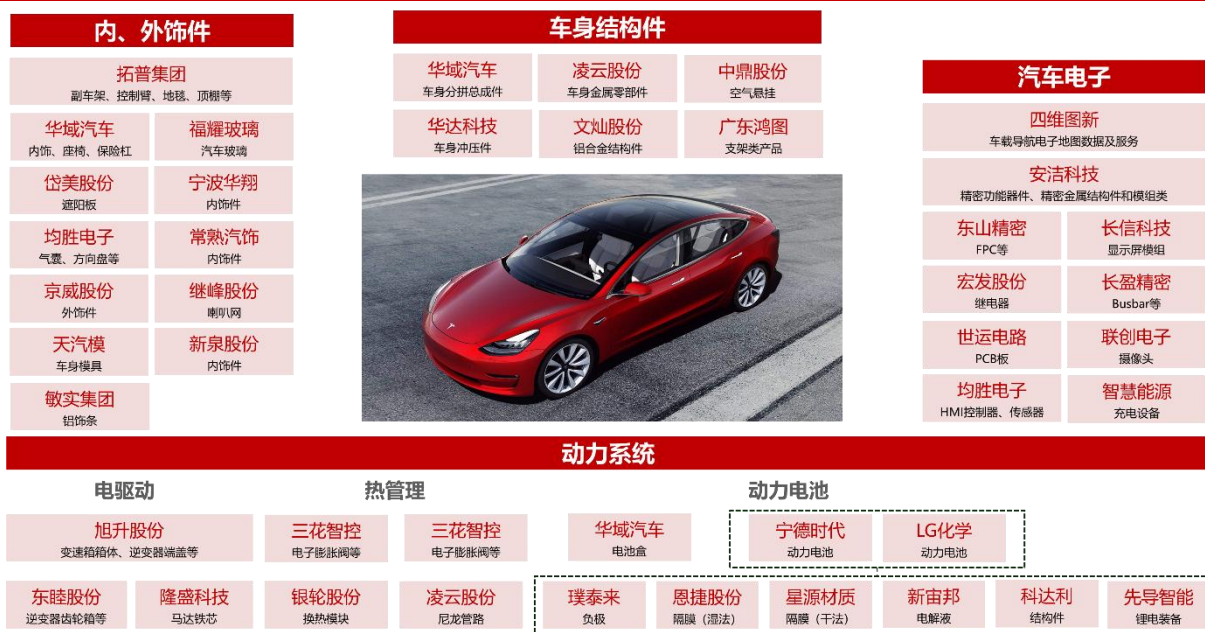 内、外饰件
拓普集团
副车架、控制臂、地毯、顶棚等
华域汽车
内饰、座椅、保险杠
福耀玻璃
汽车玻璃
岱美股份
遮阳板
宁波华翔
内饰件
均胜电子
气囊、方向盘等
常熟汽饰
内饰件
京威股份
外饰件
继峰股份
喇叭网
天汽模
车身模具
新泉股份
内饰件
敏实集团
铝饰条
车身结构件
华域汽车
车身分拼总成件
凌云股份
车身金属零部件
中鼎股份
空气悬挂
华达科技
车身冲压件
文灿股份
铝合金结构件
广东鸿图
支架类产品
汽车电子
四维图新
车载导航电子地图数据及服务
安洁科技
精密功能器件、精密金属结构件和模组类
东山精密
FPC等
长信科技
显示屏模组
宏发股份
继电器
长盈精密
Busbar等
世运电路
PCB板
联创电子
摄像头
均胜电子
HMI控制器、传感器
智慧能源
充电设备
动力系统
电驱动
旭升股份
变速箱箱体、逆变器端盖等
东睦股份
逆变器齿轮箱等
隆盛科技
马达铁芯
热管理
三花智控
电子膨胀阀等
三花智控
电子膨胀阀等
银轮股份
换热模块
凌云股份
尼龙管路
动力电池
华域汽车
电池盒
宁德时代
动力电池
LG化学
动力电池
璞泰来
负极
恩捷股份
隔膜（湿法）
星源材质
隔膜（干法）
新宙邦
电解液
科达利
结构件
先导智能
锂电装备